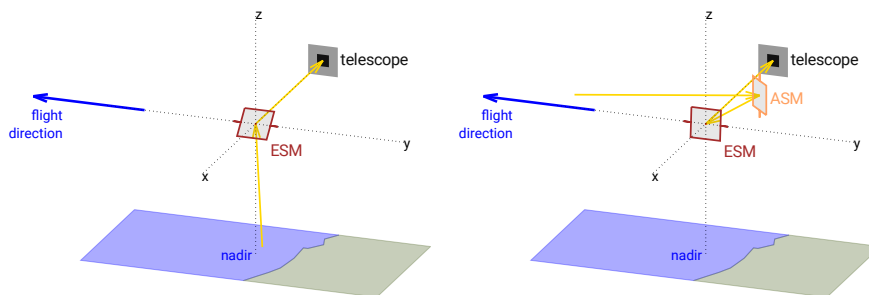 z
telescope
flight
direction
ESM
y
x
nadir
z
telescope
ASM
flight
direction
ESM
y
x
nadir